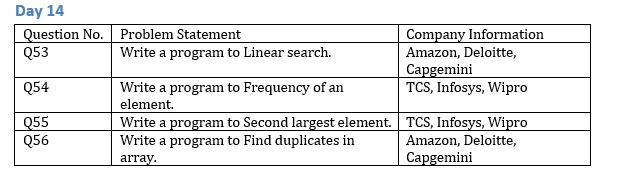 Day 14
Question No. Problem Statement Company Information
Q53 Write a program to Linear search. Amazon, Deloitte,
Capgemini
Q54 Write a program to Frequency of an TCS, Infosys, Wipro
element.
Q55 Write a program to Second largest element. TCS, Infosys, Wipro
Q56 Write a program to Find duplicates in Amazon, Deloitte,
array. Capgemini